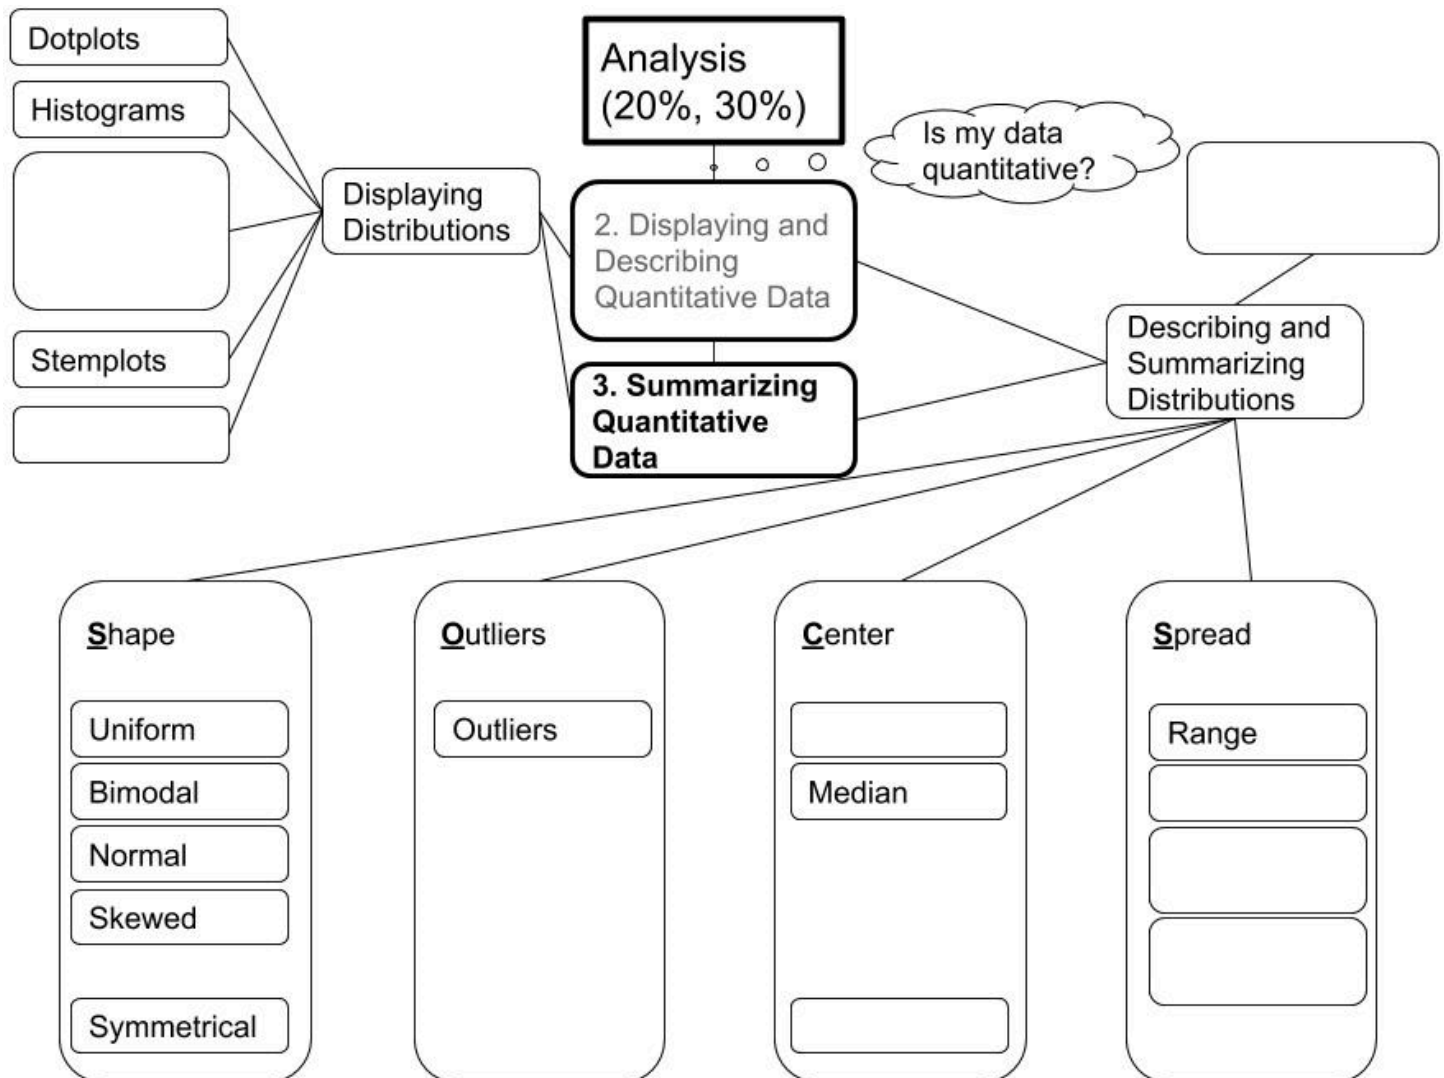 Dotplots
Histograms
Stemplots
Displaying
Distributions
Analysis
(20%, 30%)
Is my data
quantitative?
2. Displaying and
Describing
Quantitative Data
3. Summarizing
Quantitative
Data
Describing and
Summarizing
Distributions
Shape
Uniform
Bimodal
Normal
Skewed
Symmetrical
Outliers
Outliers
Center
Median
Spread
Range